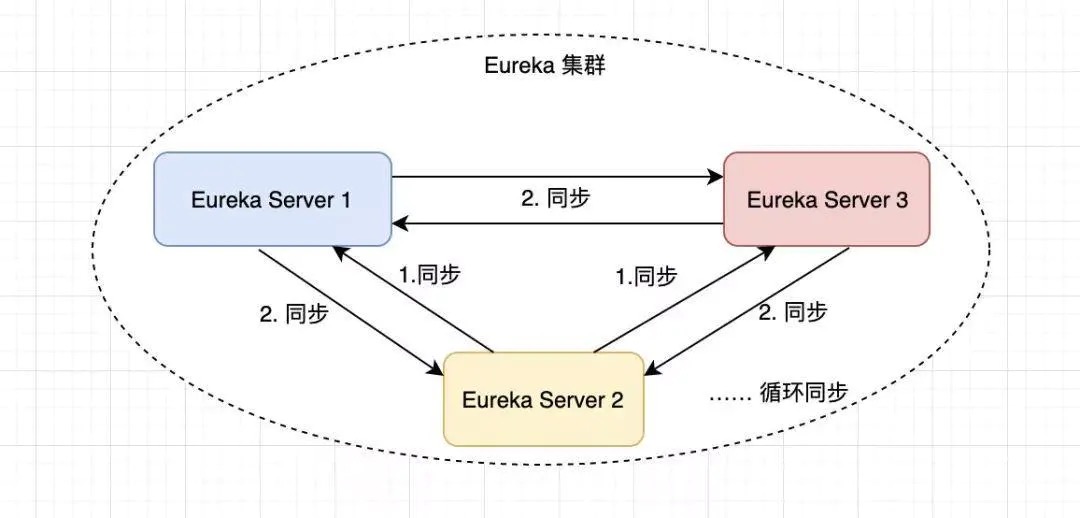 Eureka 集群
Eureka Server 1
2. 同步
Eureka Server 3
1.同步
1.同步
2. 同步
2. 同步
Eureka Server 2
...... 循环同步